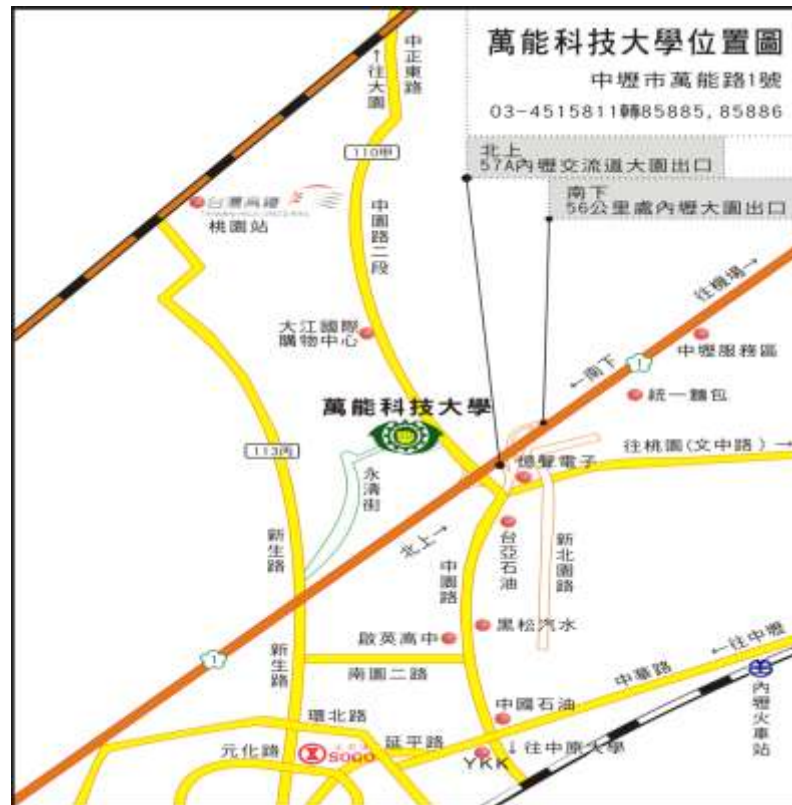 萬能科技大學位置圖
中壢市萬能路1號
03-4515811轉85885, 85886
北上
57A內壢交流道大園出口
南下
56公里處內壢大園出口
中正東路
↑往大園
110甲
台灣高鐵
桃園站
中園路二段
往機場→
大江國際
購物中心
中壢服務區
1
←南下
統一麵包
萬能科技大學
往桃園(文中路)→
113丙
憶聲電子
永濤街
北上→
台亞石油
新北園路
新生路
中園路
黑松汽水
啟英高中
←往中壢
1
新生路
南園二路
中華路
內壢火車站
環北路
中國石油
延平路
元化路
SOGO
↓往中原大學
YKK